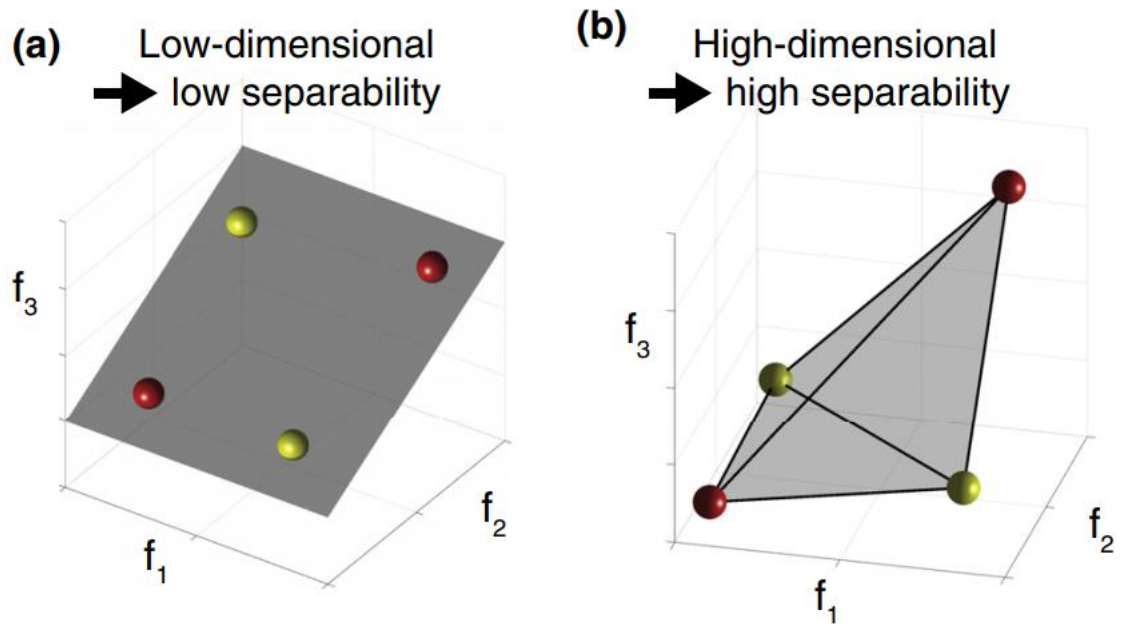 (a) Low-dimensional
→ low separability
f₃
f₁
f₂
(b) High-dimensional
→ high separability
f₃
f₁
f₂